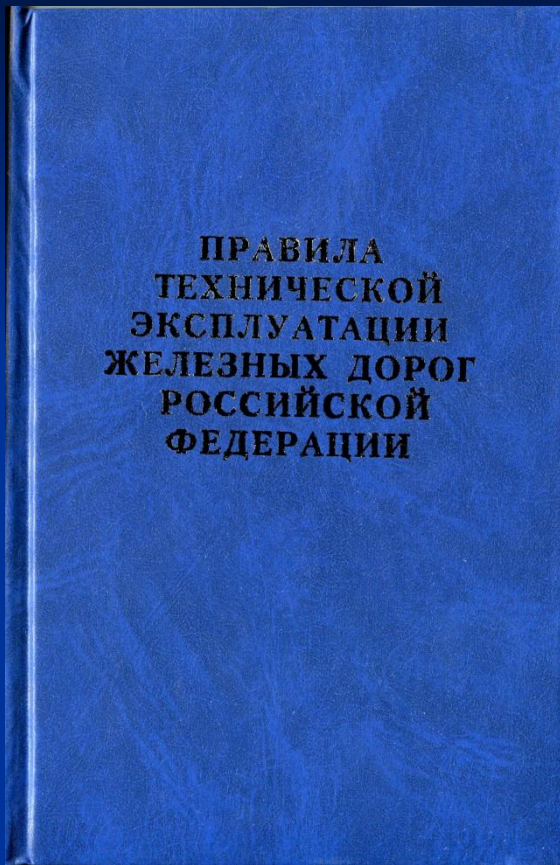 ПРАВИЛА
ТЕХНИЧЕСКОЙ
ЭКСПЛУАТАЦИИ
ЖЕЛЕЗНЫХ ДОРОГ
РОССИЙСКОЙ
ФЕДЕРАЦИИ